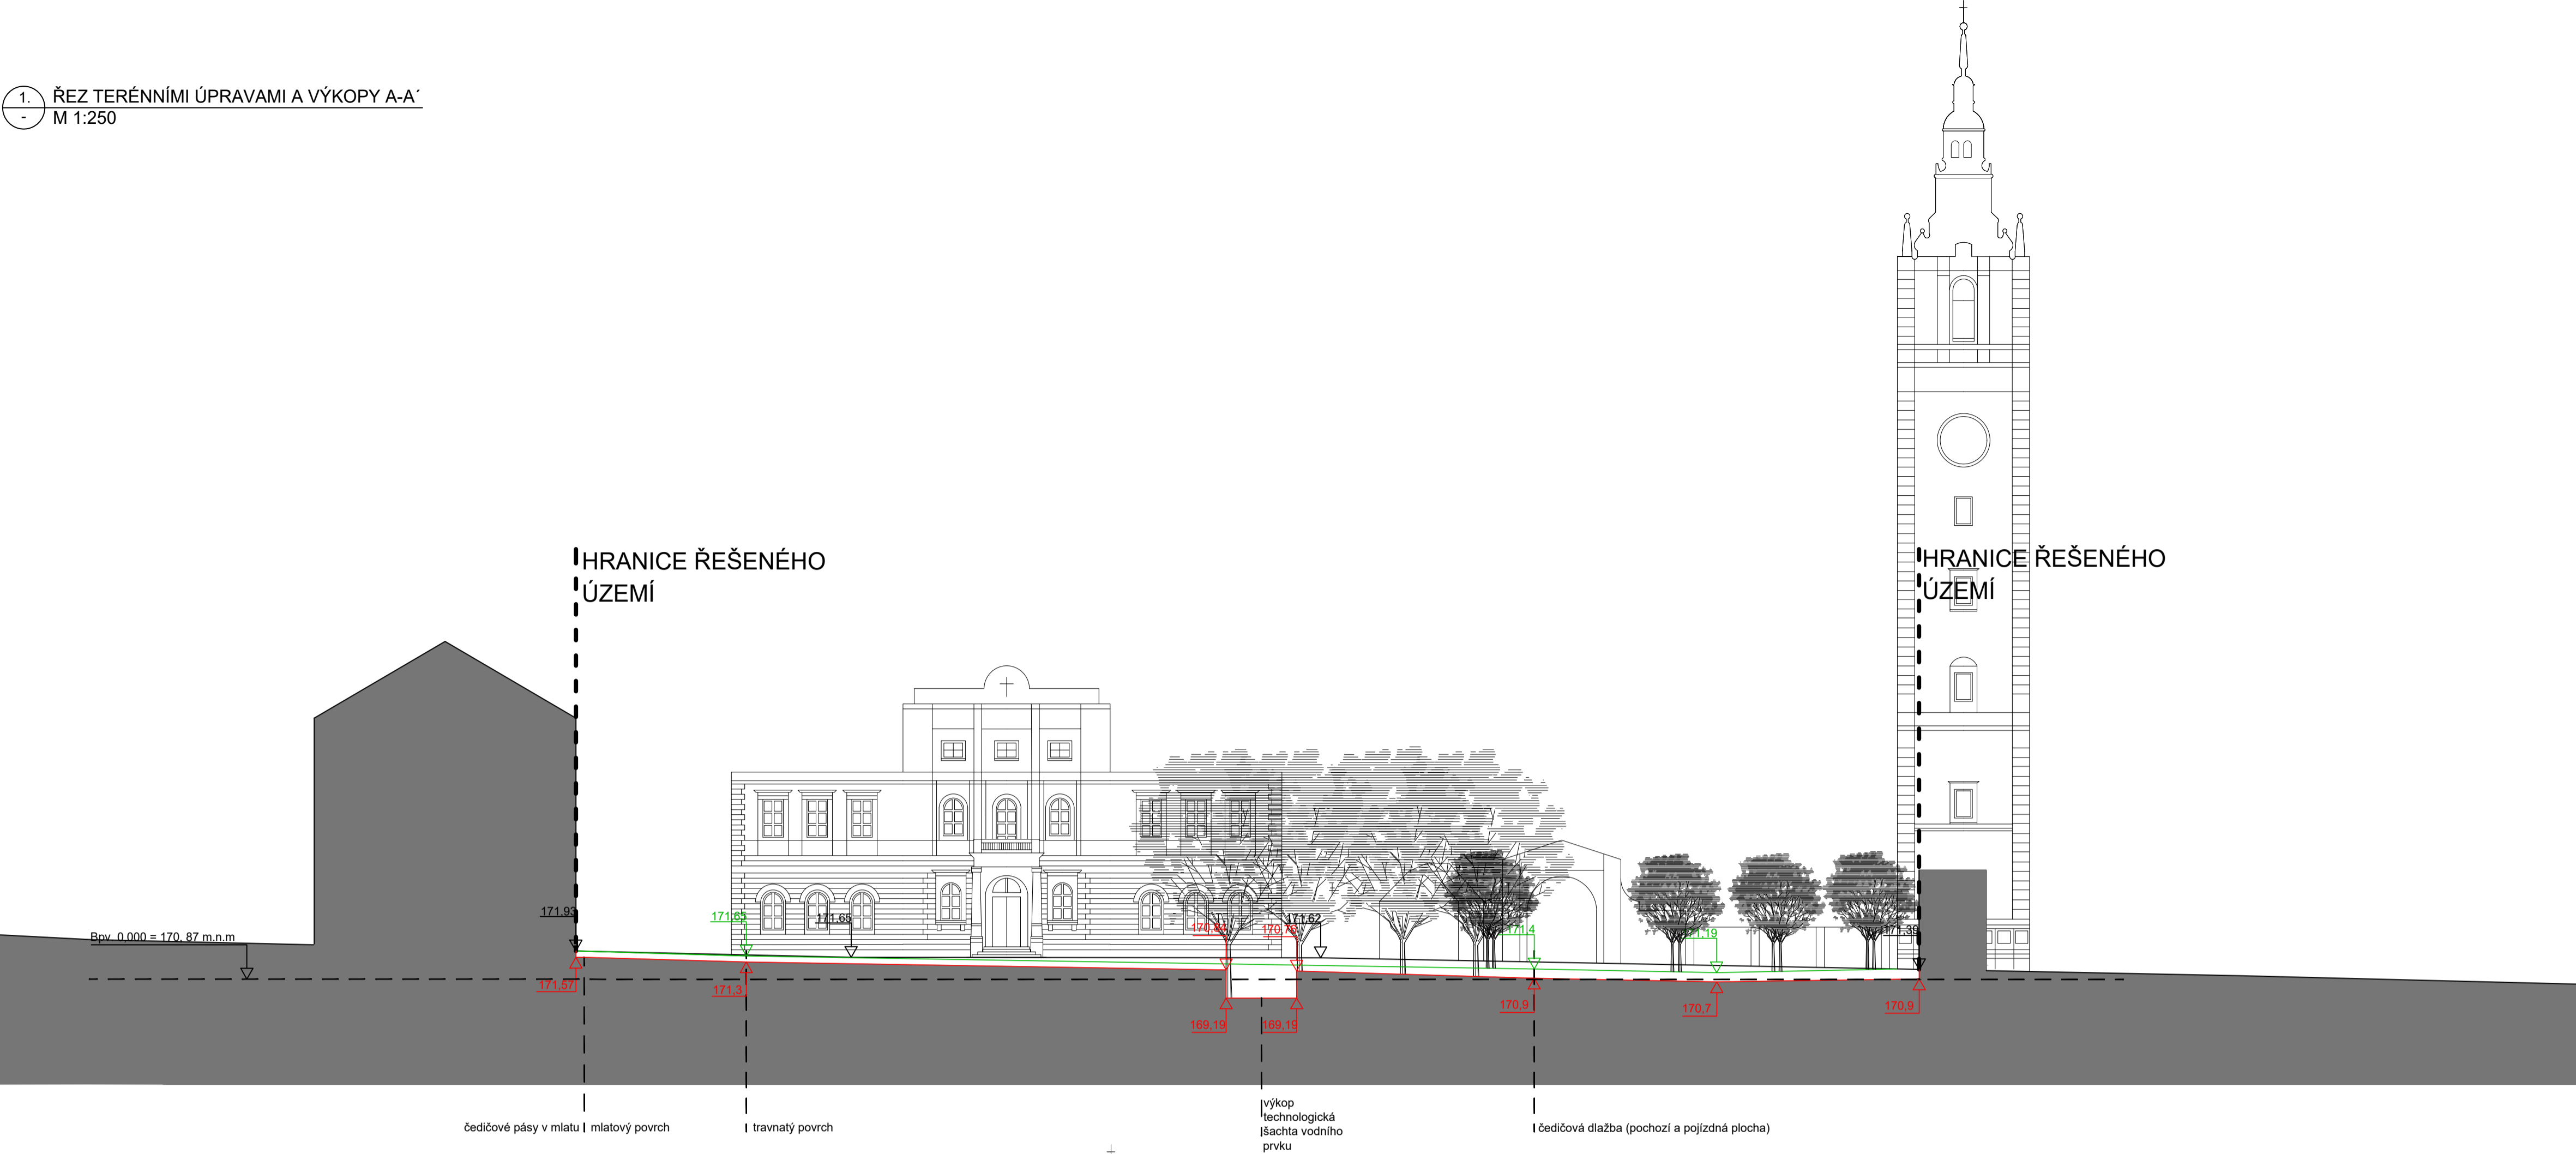 1.
-
ŘEZ TERÉNNÍMI ÚPRAVAMI A VÝKOPY A-A´
M 1:250
HRANICE ŘEŠENÉHO
ÚZEMÍ
HRANICE ŘEŠENÉHO
ÚZEMÍ
171,93
171,65
171,65
171,62
170,76
171,4
171,39
Bpv 0,000 = 170, 87 m.n.m
171,57
171,3
169,19
169,19
170,9
170,7
170,9
čedičové pásy v mlatu
mlatový povrch
travnatý povrch
výkop
technologická
šachta vodního
prvku
čedičová dlažba (pochozí a pojízdná plocha)